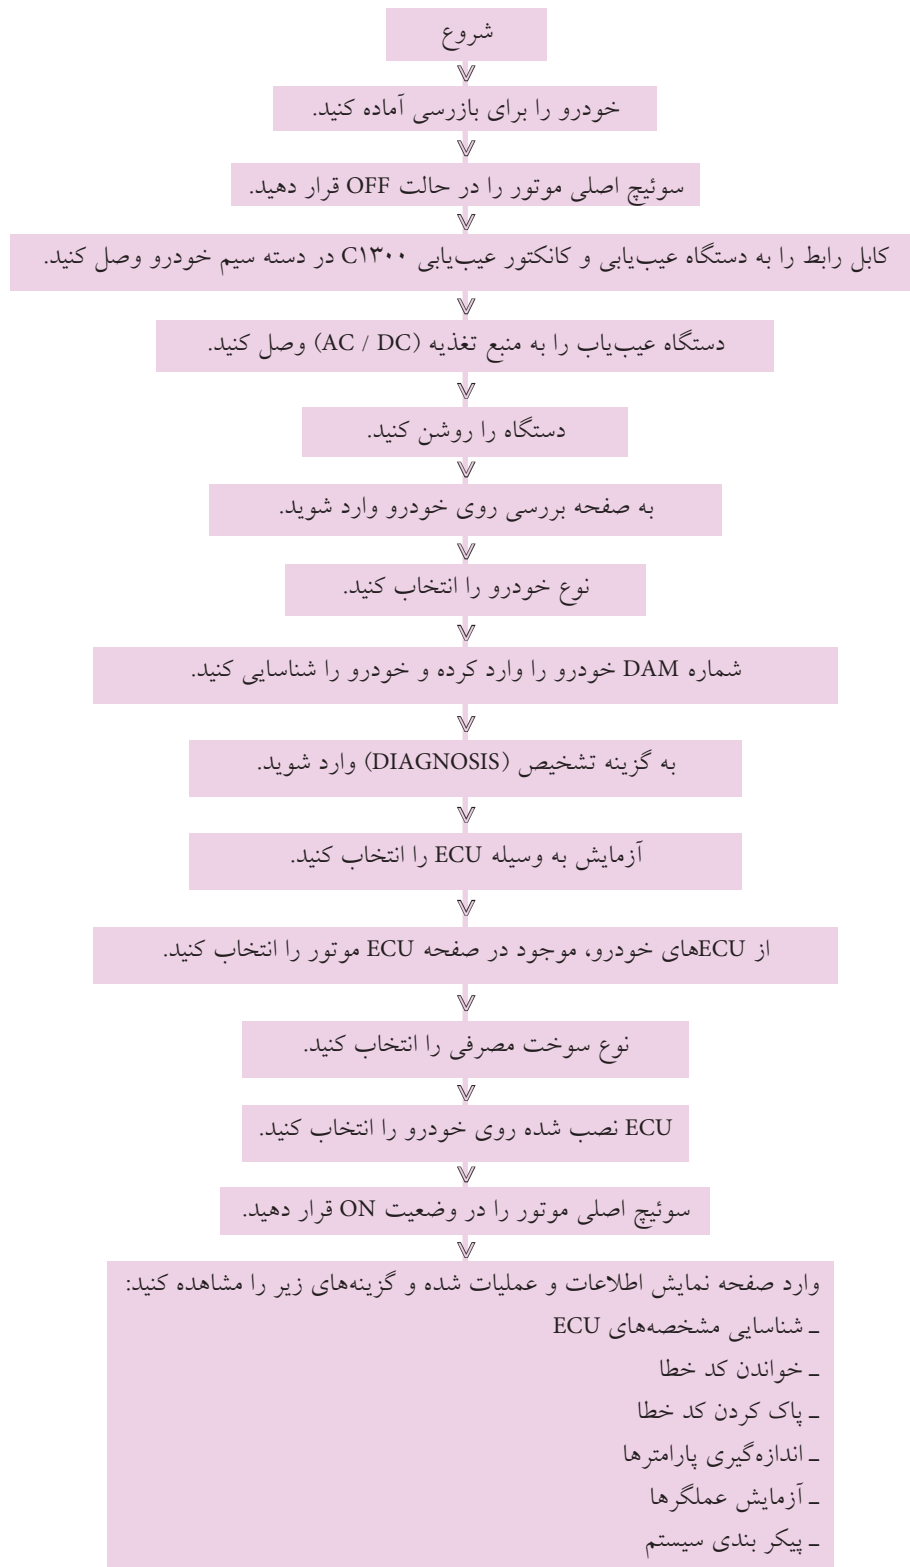 شروع
خودرو را برای بازرسی آماده کنید.
سوئیچ اصلی موتور را در حالت OFF قرار دهید.
کابل رابط را به دستگاه عیب‌یابی و کانکتور عیب‌یابی C۱۳۰۰ در دسته سیم خودرو وصل کنید.
دستگاه عیب‌یاب را به منبع تغذیه (AC / DC) وصل کنید.
دستگاه را روشن کنید.
به صفحه بررسی روی خودرو وارد شوید.
نوع خودرو را انتخاب کنید.
شماره DAM خودرو را وارد کرده و خودرو را شناسایی کنید.
به گزینه تشخیص (DIAGNOSIS) وارد شوید.
آزمایش به وسیله ECU را انتخاب کنید.
از ECUهای خودرو، موجود در صفحه ECU موتور را انتخاب کنید.
نوع سوخت مصرفی را انتخاب کنید.
ECU نصب شده روی خودرو را انتخاب کنید.
سوئیچ اصلی موتور را در وضعیت ON قرار دهید.
وارد صفحه نمایش اطلاعات و عملیات شده و گزینه‌های زیر را مشاهده کنید:
ـ شناسایی مشخصه‌های ECU
ـ خواندن کد خطا
ـ پاک کردن کد خطا
ـ اندازه‌گیری پارامترها
ـ آزمایش عملگرها
ـ پیکر بندی سیستم